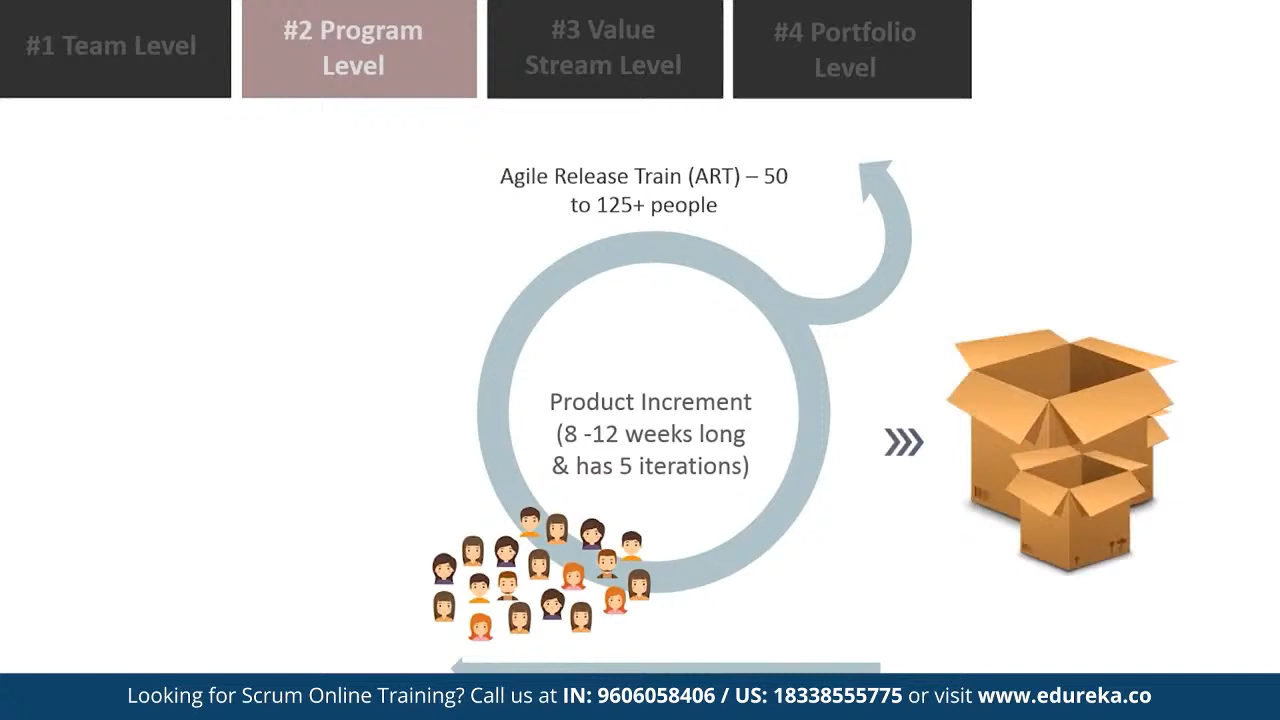 #1 Team Level
#2 Program
Level
#3 Value
Stream Level
#4 Portfolio
Level
Agile Release Train (ART) – 50
to 125+ people
Product Increment
(8 -12 weeks long
& has 5 iterations)
Looking for Scrum Online Training? Call us at IN: 9606058406 / US: 18338555775 or visit www.edureka.co